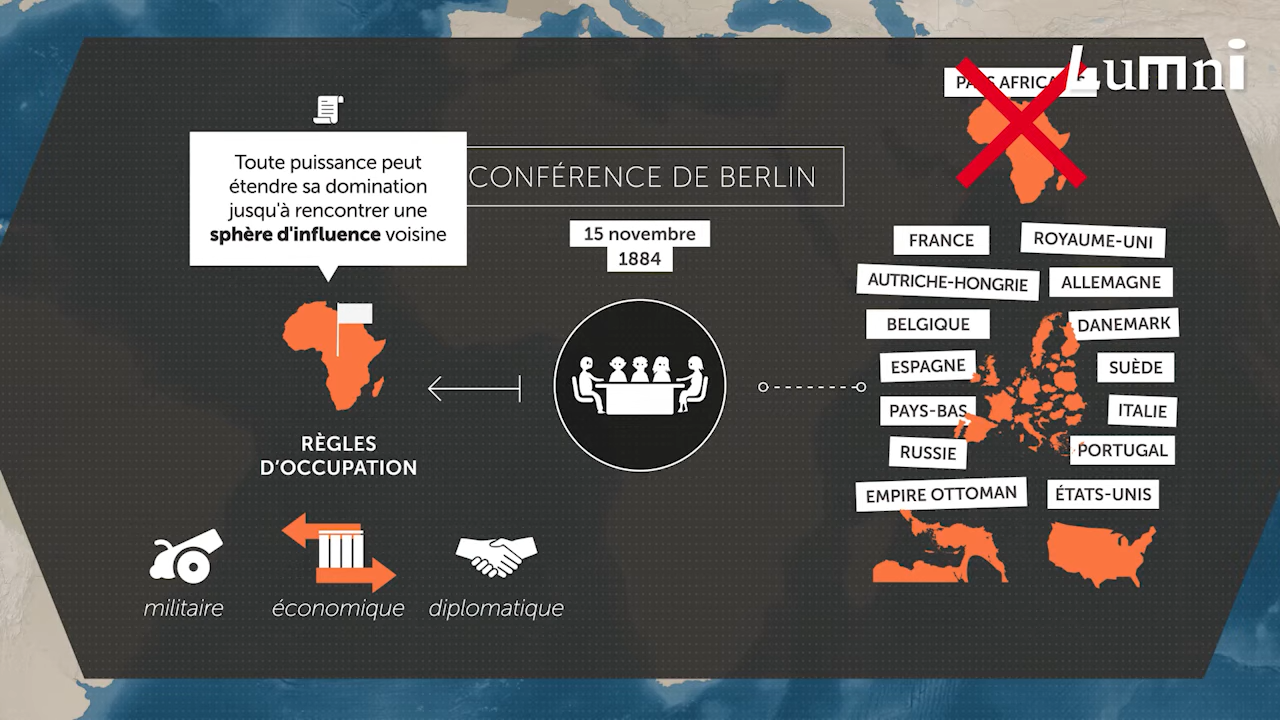 Lumni
PAYS AFRICAINS
Toute puissance peut
étendre sa domination
jusqu'à rencontrer une
sphère d'influence voisine
CONFÉRENCE DE BERLIN
15 novembre
1884
FRANCE
ROYAUME-UNI
AUTRICHE-HONGRIE
ALLEMAGNE
BELGIQUE
DANEMARK
ESPAGNE
SUÈDE
PAYS-BAS
ITALIE
RUSSIE
PORTUGAL
EMPIRE OTTOMAN
ÉTATS-UNIS
RÈGLES
D'OCCUPATION
militaire
économique
diplomatique